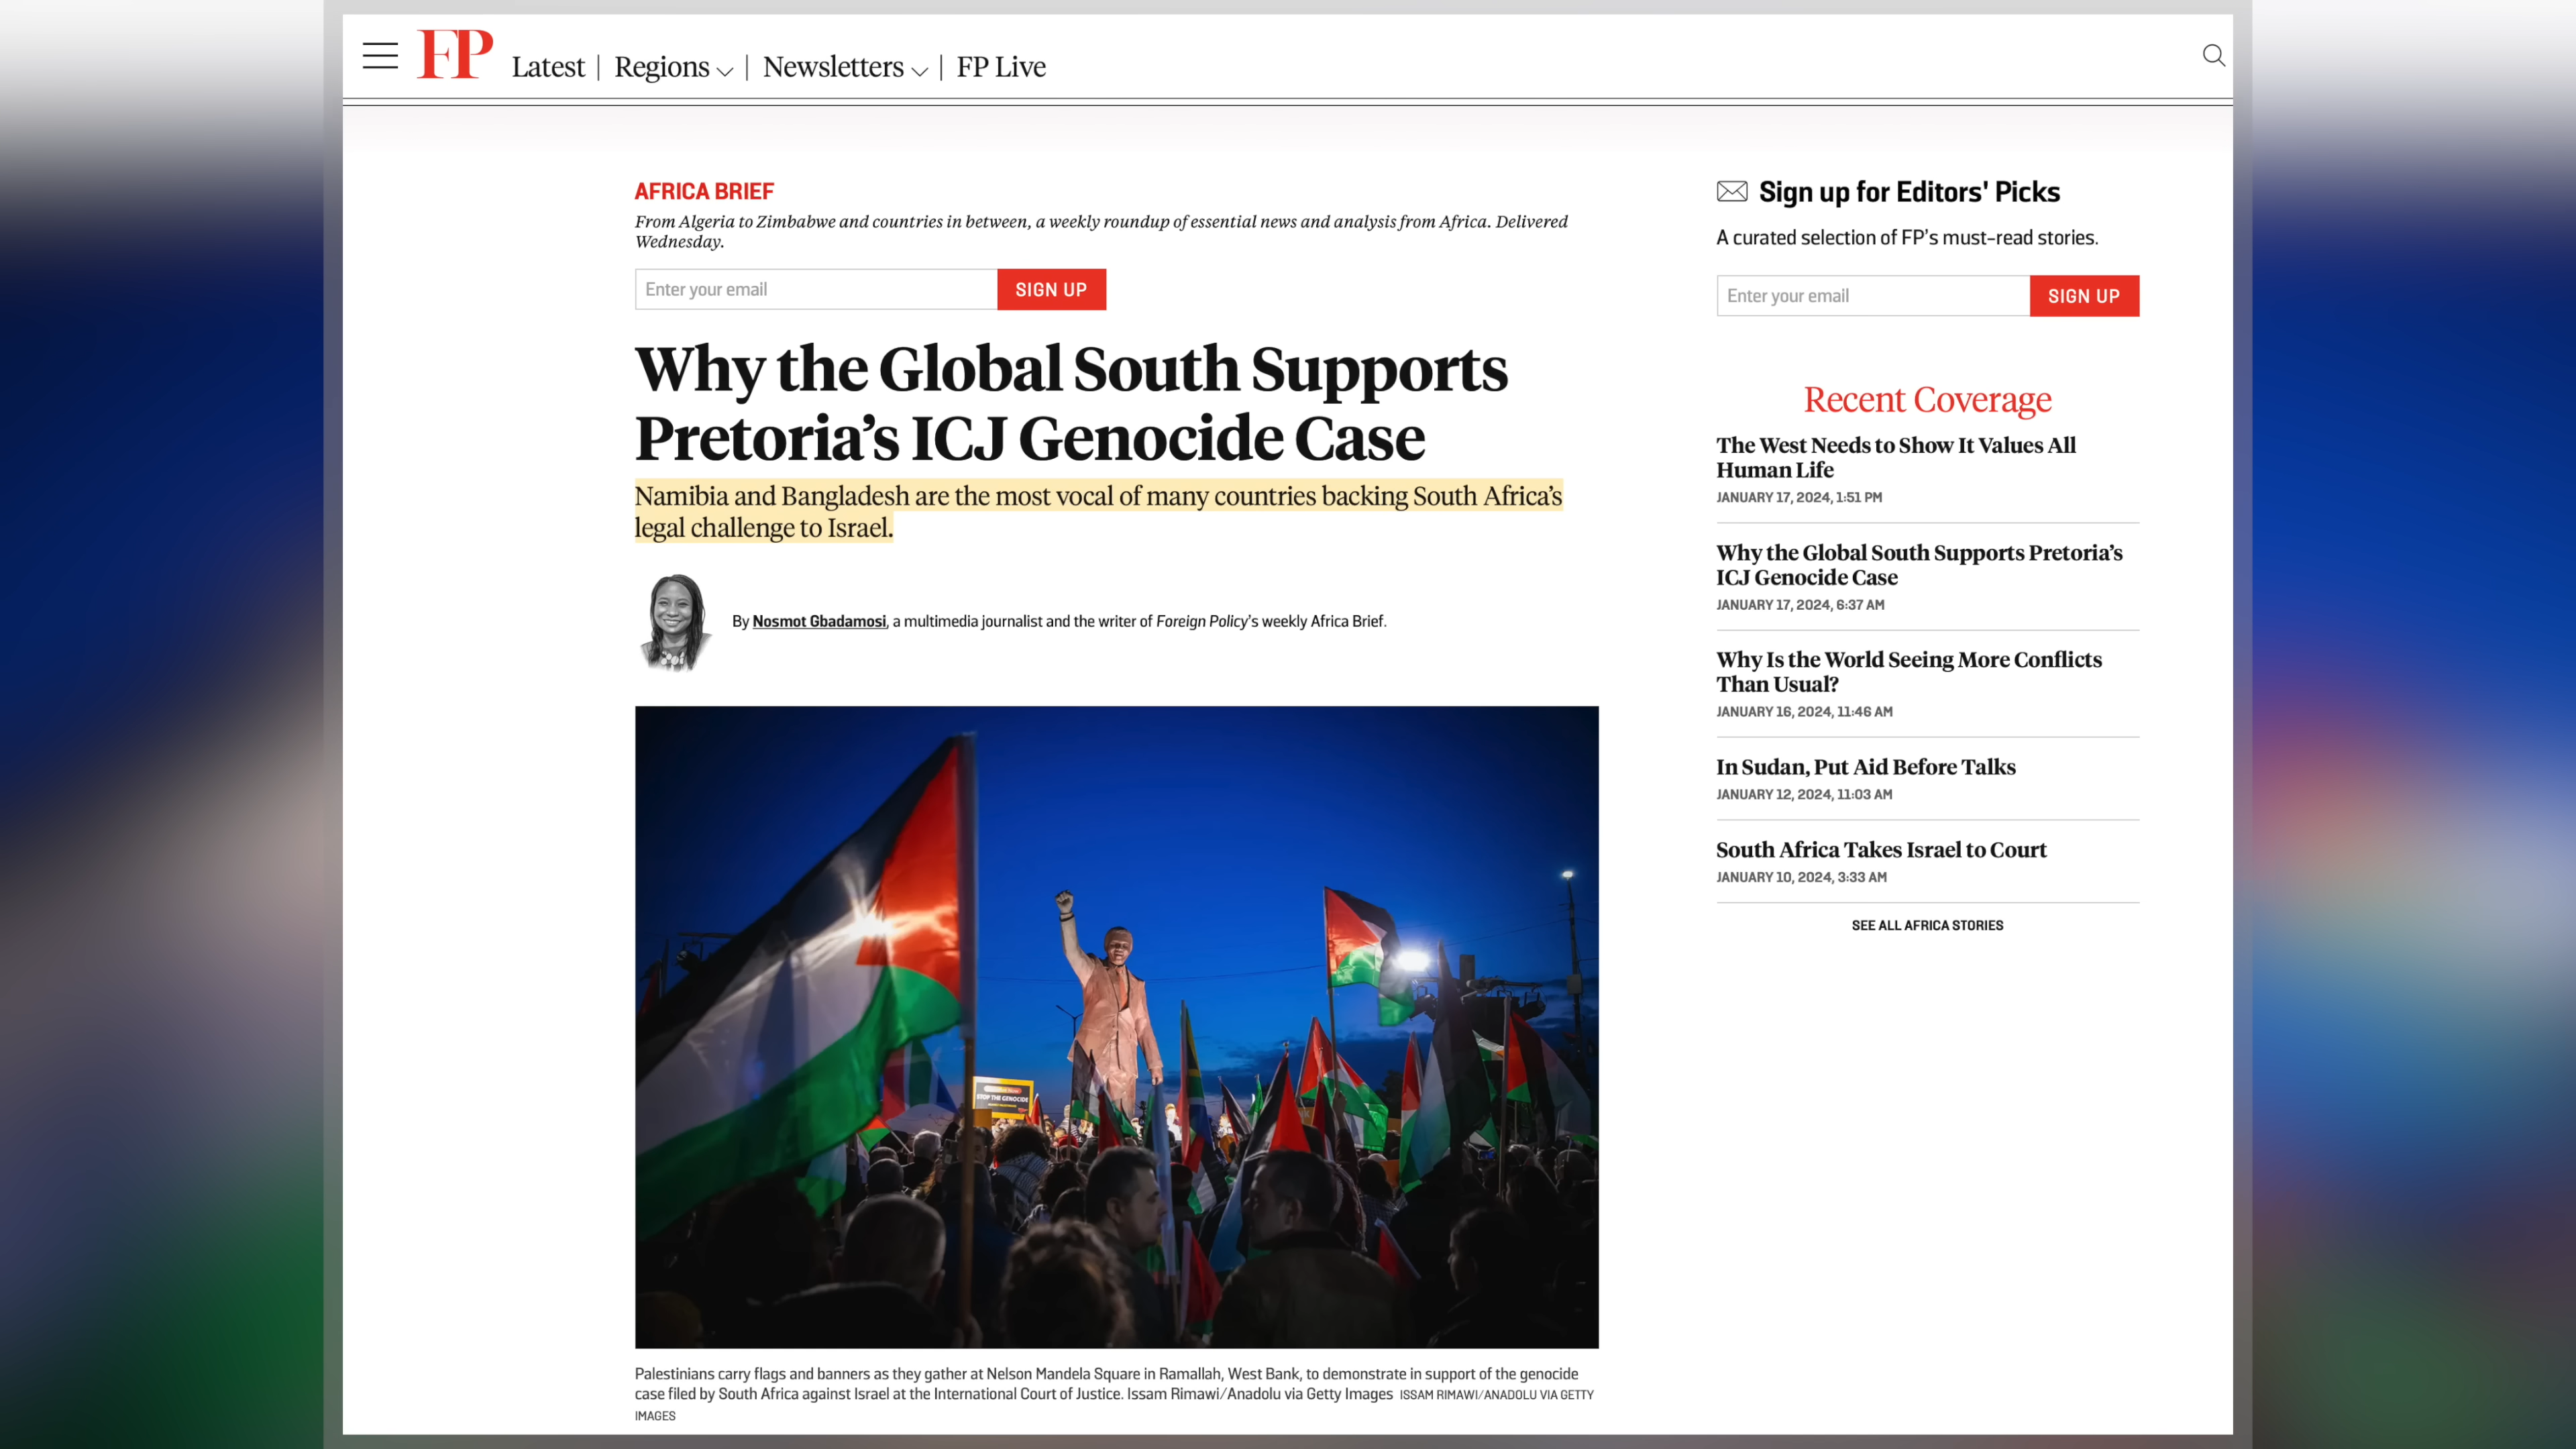 FP
Latest | Regions | Newsletters | FP Live
AFRICA BRIEF
From Algeria to Zimbabwe and countries in between, a weekly roundup of essential news and analysis from Africa. Delivered
Wednesday.
Enter your email
SIGN UP
Why the Global South Supports
Pretoria’s ICJ Genocide Case
Namibia and Bangladesh are the most vocal of many countries backing South Africa’s
legal challenge to Israel.
By Nosmot Gbadamosi, a multimedia journalist and the writer of Foreign Policy’s weekly Africa Brief.
STOP THE GENOCIDE
Palestinians carry flags and banners as they gather at Nelson Mandela Square in Ramallah, West Bank, to demonstrate in support of the genocide
case filed by South Africa against Israel at the International Court of Justice. Issam Rimawi/Anadolu via Getty Images ISSAM RIMAWI/ANADOLU VIA GETTY
IMAGES
Sign up for Editors' Picks
A curated selection of FP’s must-read stories.
Enter your email
SIGN UP
Recent Coverage
The West Needs to Show It Values All
Human Life
JANUARY 17, 2024, 1:51 PM
Why the Global South Supports Pretoria’s
ICJ Genocide Case
JANUARY 17, 2024, 6:37 AM
Why Is the World Seeing More Conflicts
Than Usual?
JANUARY 16, 2024, 11:46 AM
In Sudan, Put Aid Before Talks
JANUARY 12, 2024, 11:03 AM
South Africa Takes Israel to Court
JANUARY 10, 2024, 3:33 AM
SEE ALL AFRICA STORIES